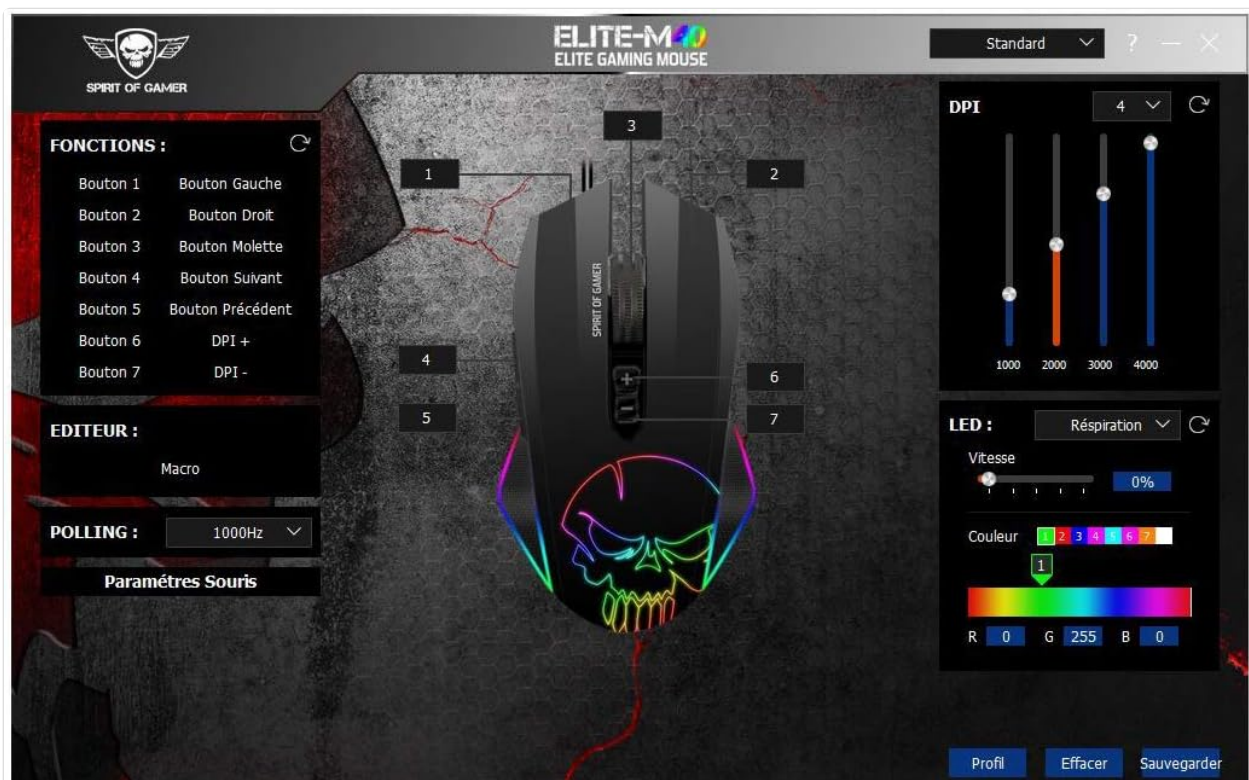 SPIRIT OF GAMER
ELITE-M40
ELITE GAMING MOUSE
Standard
?
FONCTIONS :
Bouton 1 Bouton Gauche
Bouton 2 Bouton Droit
Bouton 3 Bouton Molette
Bouton 4 Bouton Suivant
Bouton 5 Bouton Précédent
Bouton 6 DPI +
Bouton 7 DPI -
EDITEUR :
Macro
POLLING : 1000Hz
Paramétres Souris
3
1
2
4
5
6
7
SPIRIT OF GAMER
DPI 4
1000 2000 3000 4000
LED : Réspiration
Vitesse
0%
Couleur 1 2 3 4 5 6 7
1
R 0 G 255 B 0
Profil Effacer Sauvegarder